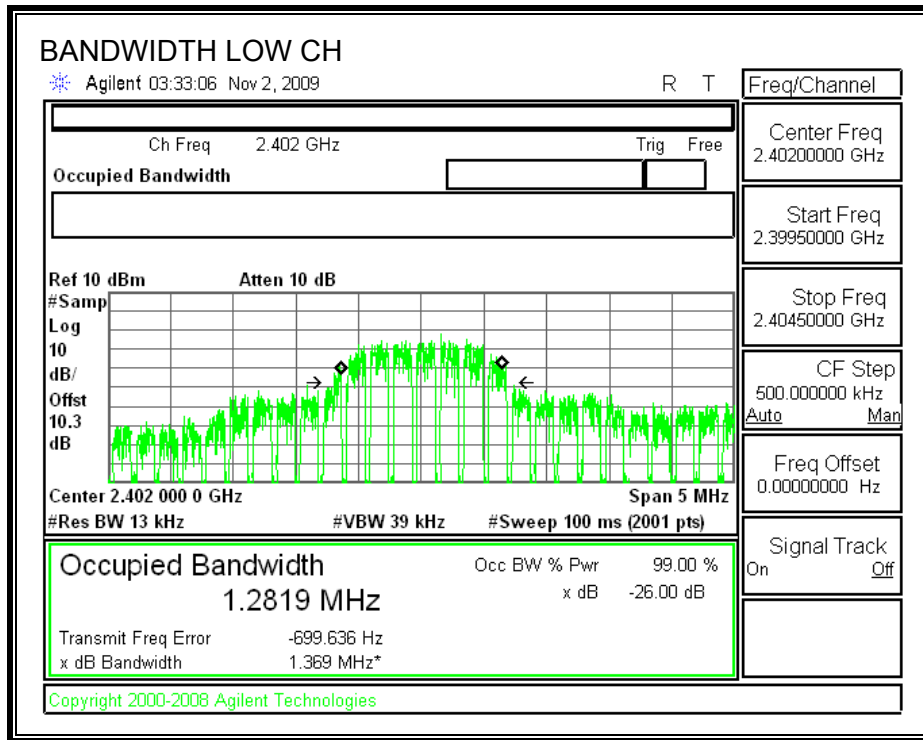 BANDWIDTH LOW CH
Agilent 03:33:06 Nov 2, 2009 R T
Ch Freq 2.402 GHz Trig Free
Occupied Bandwidth
Ref 10 dBm Atten 10 dB
#Samp
Log
10
dB/
Offst
10.3
dB
Center 2.402 000 0 GHz Span 5 MHz
#Res BW 13 kHz #VBW 39 kHz #Sweep 100 ms (2001 pts)
Occupied Bandwidth
1.2819 MHz
Occ BW % Pwr 99.00 %
x dB -26.00 dB
Transmit Freq Error -699.636 Hz
x dB Bandwidth 1.369 MHz*
Copyright 2000-2008 Agilent Technologies
Freq/Channel
Center Freq
2.40200000 GHz
Start Freq
2.39950000 GHz
Stop Freq
2.40450000 GHz
CF Step
500.000000 kHz
Auto Man
Freq Offset
0.00000000 Hz
Signal Track
On Off